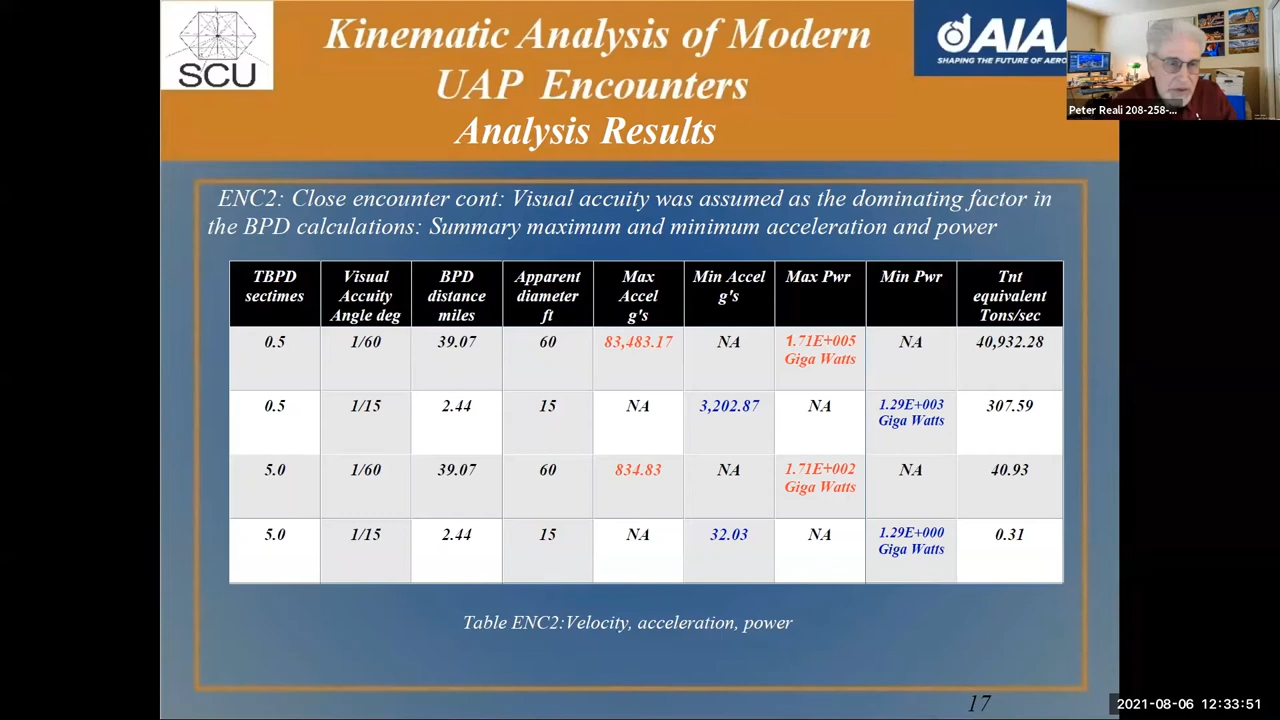 SCU
Kinematic Analysis of Modern
UAP Encounters
Analysis Results
AIAA
SHAPING THE FUTURE OF AERO
Peter Reali 208-258-...
ENC2: Close encounter cont: Visual accuity was assumed as the dominating factor in
the BPD calculations: Summary maximum and minimum acceleration and power
TBPD sectimes Visual Accuity Angle deg BPD distance miles Apparent diameter ft Max Accel g's Min Accel g's Max Pwr Min Pwr Tnt equivalent Tons/sec
0.5 1/60 39.07 60 83,483.17 NA 1.71E+005 Giga Watts NA 40,932.28
0.5 1/15 2.44 15 NA 3,202.87 NA 1.29E+003 Giga Watts 307.59
5.0 1/60 39.07 60 834.83 NA 1.71E+002 Giga Watts NA 40.93
5.0 1/15 2.44 15 NA 32.03 NA 1.29E+000 Giga Watts 0.31
Table ENC2:Velocity, acceleration, power
17
2021-08-06 12:33:51